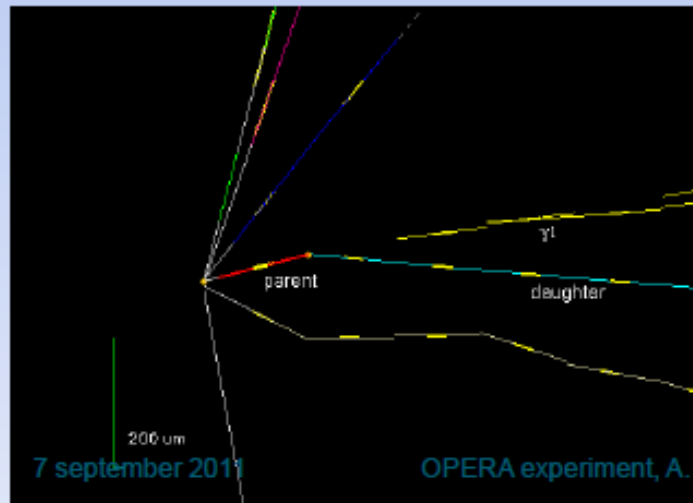 γ1
parent
daughter
200 um
7 september 2011
OPERA experiment, A.